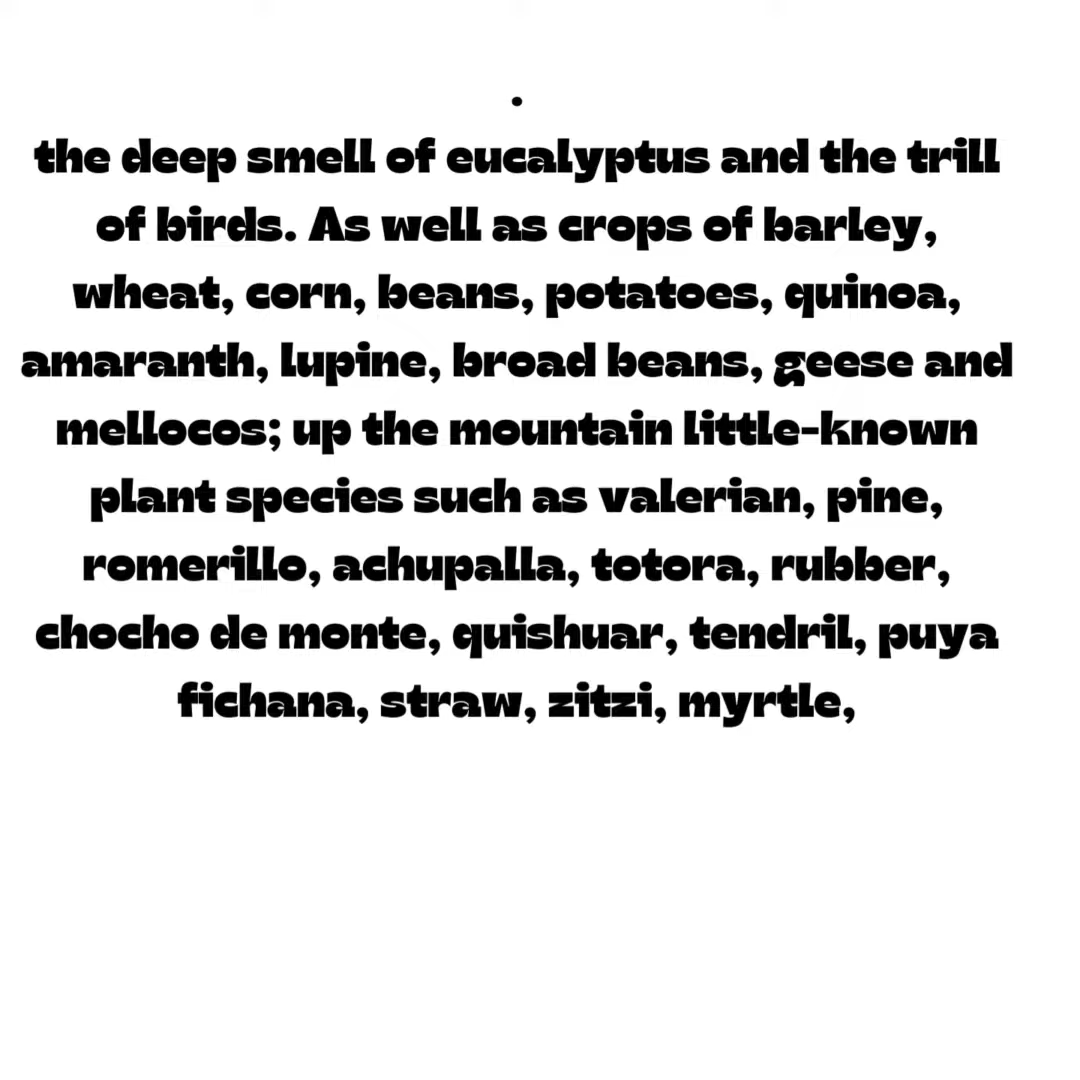 .
the deep smell of eucalyptus and the trill
of birds. As well as crops of barley,
wheat, corn, beans, potatoes, quinoa,
amaranth, lupine, broad beans, geese and
mellocos; up the mountain little-known
plant species such as valerian, pine,
romerillo, achupalla, totora, rubber,
chocho de monte, quishuar, tendril, puya
fichana, straw, zitzi, myrtle,